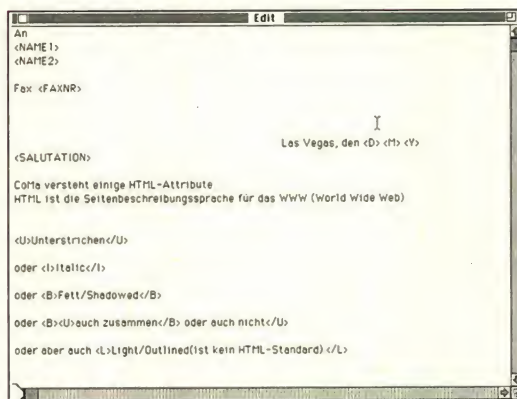 Edit
An
<NAME1>
<NAME2>
Fax <FAXNR>
Las Vegas, den <D> <M> <Y>
<SALUTATION>
CoMa versteht einige HTML-Attribute
HTML ist die Seitenbeschreibungssprache für das WWW (World Wide Web)
<U>Unterstrichen</U>
oder <I>Italic</I>
oder <B>Fett/Shadowed</B>
oder <B><U>auch zusammen</B> oder auch nicht</U>
oder aber auch <L>Light/Outlined(ist kein HTML-Standard) </L>